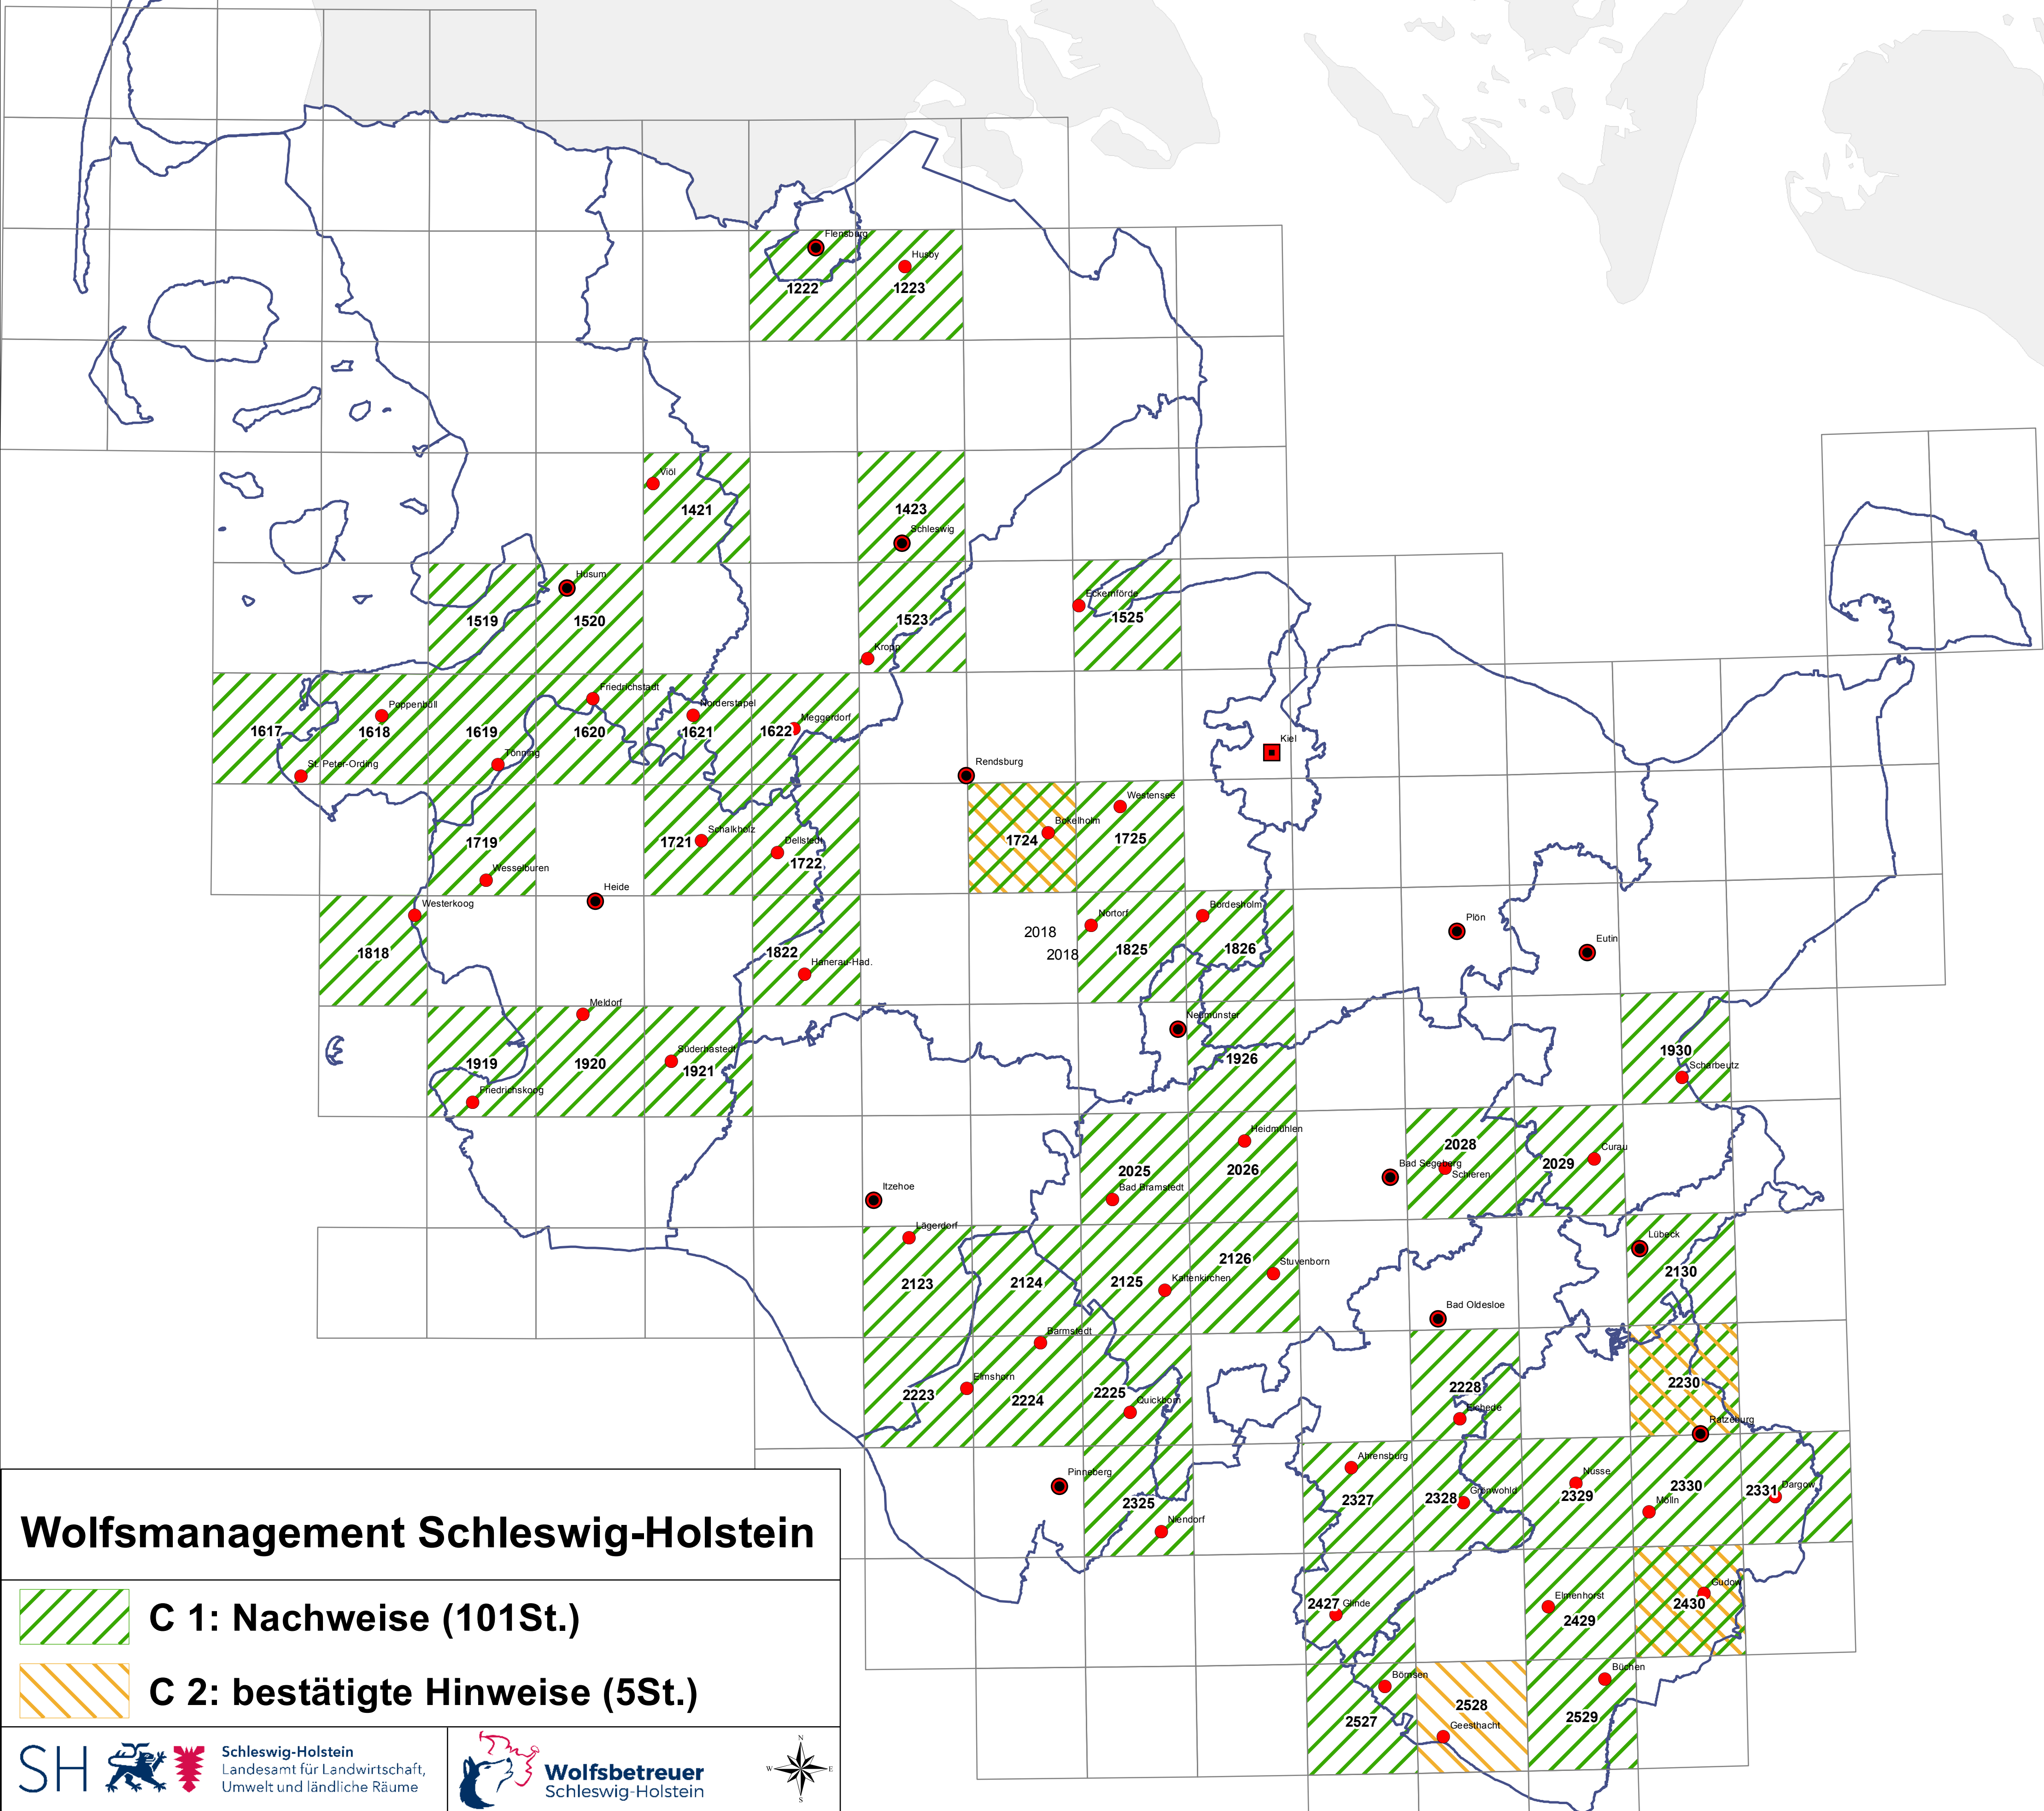 Flensburg
Husby
1222
1223
Viöl
1421
1423
Schleswig
Husum
Eckernförde
1519
1520
1523
1525
Kropp
Friedrichstadt
Norderstapel
Poppenbüll
Meggerdorf
1617
1618
1619
1620
1621
1622
Kiel
Tönning
St. Peter-Ording
Rendsburg
Westensee
Bokelholm
Schalkholz
Dellstedt
1719
1721
1722
1724
1725
Wesselburen
Heide
Westerkoog
Nortorf
Bordesholm
Plön
2018
Eutin
1818
1822
2018
1825
1826
Hanerau-Had.
Meldorf
Neumünster
Süderhastedt
1919
1920
1921
1926
1930
Scharbeutz
Friedrichskoog
Heidmühlen
2028
Curau
2025
2026
Bad Segeberg
2029
Schieren
Bad Bramstedt
Itzehoe
Lägerdorf
Lübeck
2123
2124
2125
2126
Stuvenborn
2130
Kaltenkirchen
Bad Oldesloe
Barmstedt
Elmshorn
2223
2224
2225
Quickborn
2228
2230
Eichede
Ratzeburg
Ahrensburg
Pinneberg
Nusse
2325
2327
2328
Grönwohld
2329
2330
Mölln
2331
Dargow
Niendorf
Gudow
2427
Glinde
Elmenhorst
2429
2430
Börnsen
Büchen
2528
2527
Geesthacht
2529
Wolfsmanagement Schleswig-Holstein
C 1: Nachweise (101St.)
C 2: bestätigte Hinweise (5St.)
SH
Schleswig-Holstein
Landesamt für Landwirtschaft,
Umwelt und ländliche Räume
Wolfsbetreuer
Schleswig-Holstein
N
W
E
S